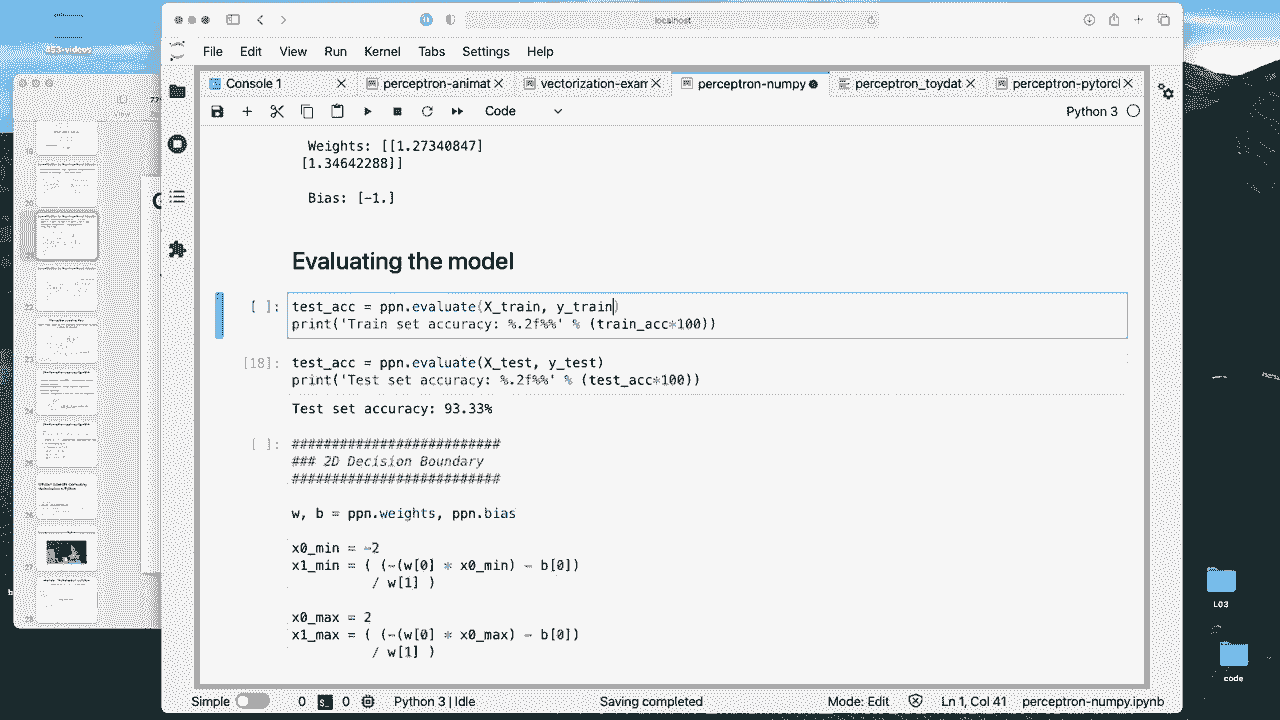 localhost
353-videos
File Edit View Run Kernel Tabs Settings Help
Console 1
perceptron-animat
vectorization-exam
perceptron-numpy
perceptron_toydat
perceptron-pytorcl
Code
Python 3
Weights: [[1.27340847]
[1.34642288]]
Bias: [-1.]
Evaluating the model
[ ]: test_acc = ppn.evaluate(X_train, y_train)
print('Train set accuracy: %.2f%%' % (train_acc*100))
[18]: test_acc = ppn.evaluate(X_test, y_test)
print('Test set accuracy: %.2f%%' % (test_acc*100))
Test set accuracy: 93.33%
[ ]: ##########################
### 2D Decision Boundary
##########################
w, b = ppn.weights, ppn.bias
x0_min = -2
x1_min = ( (-(w[0] * x0_min) - b[0])
/ w[1] )
x0_max = 2
x1_max = ( (-(w[0] * x0_max) - b[0])
/ w[1] )
L03
code
Simple 0 0 Python 3 | Idle Saving completed Mode: Edit Ln 1, Col 41 perceptron-numpy.ipynb